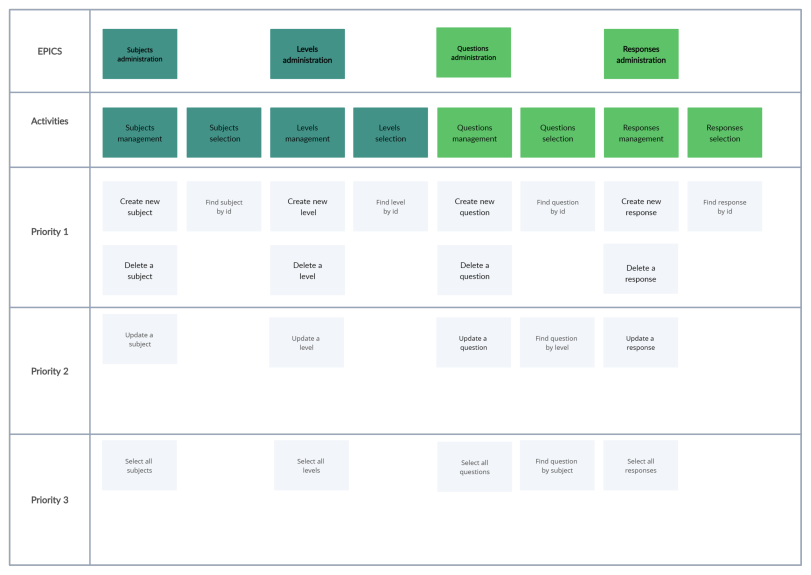 EPICS
Subjects
administration
Levels
administration
Questions
administration
Responses
administration
Activities
Subjects
management
Subjects
selection
Levels
management
Levels
selection
Questions
management
Questions
selection
Responses
management
Responses
selection
Priority 1
Create new
subject
Find subject
by id
Create new
level
Find level
by id
Create new
question
Find question
by id
Create new
response
Find response
by id
Delete a
subject
Delete a
level
Delete a
question
Delete a
response
Priority 2
Update a
subject
Update a
level
Update a
question
Find question
by level
Update a
response
Priority 3
Select all
subjects
Select all
levels
Select all
questions
Find question
by subject
Select all
responses